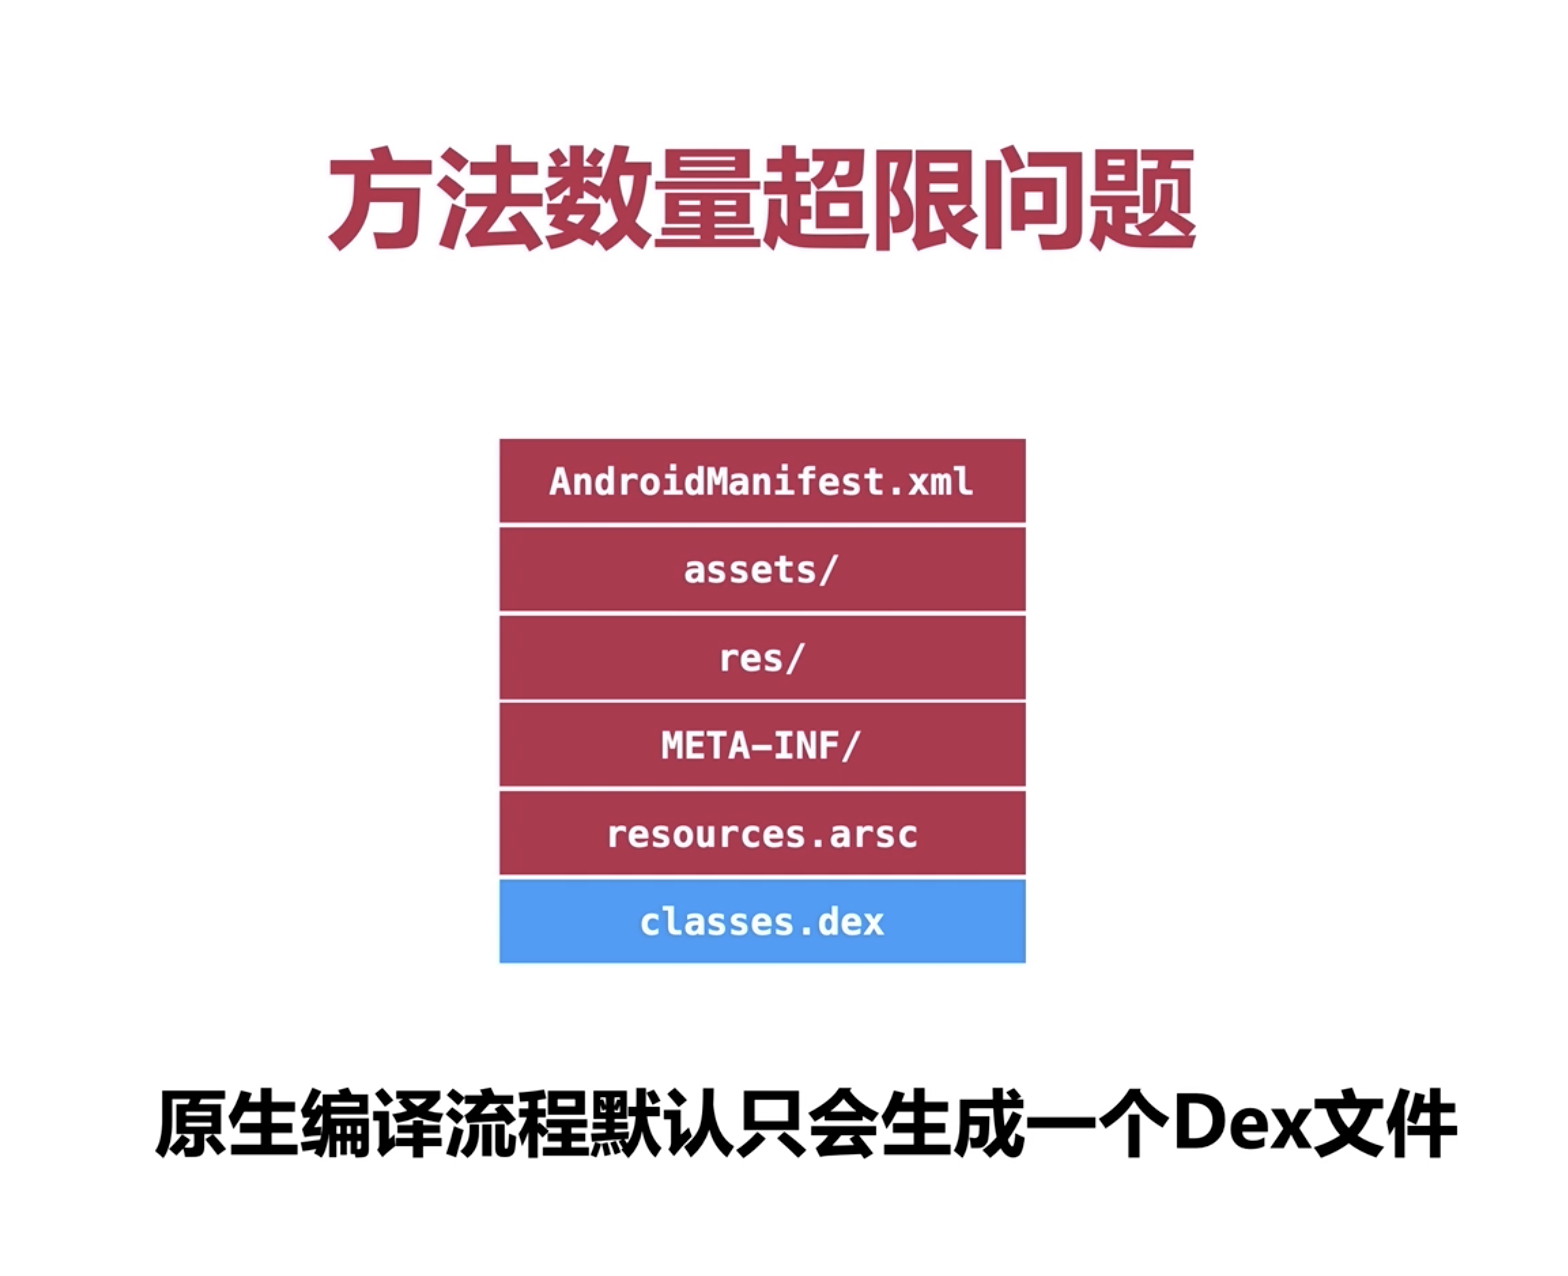 方法数量超限问题
AndroidManifest.xml
assets/
res/
META-INF/
resources.arsc
classes.dex
原生编译流程默认只会生成一个Dex文件